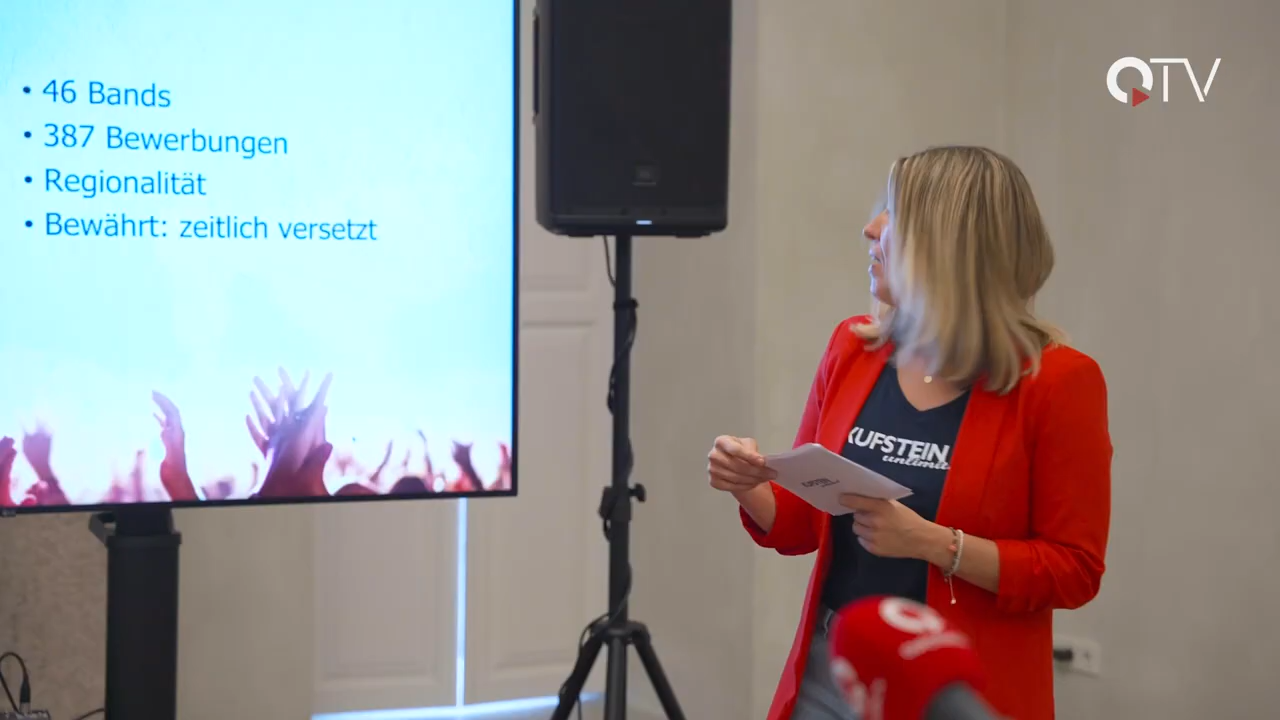 • 46 Bands
• 387 Bewerbungen
• Regionalität
• Bewährt: zeitlich versetzt
QTV
KUFSTEIN